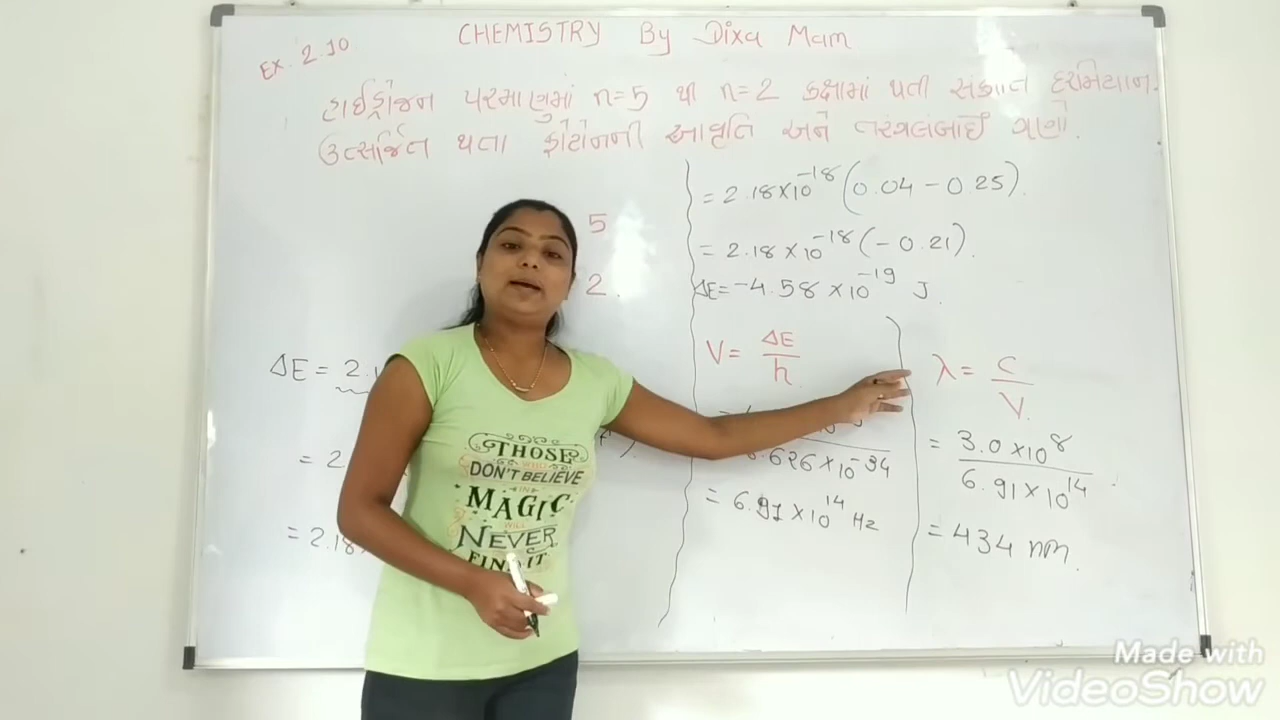 Ex. 2.10
CHEMISTRY By Dixa Mam
હાઈડ્રોજન પરમાણુમાં n=5 થી n=2 કક્ષામાં થતી સંક્રાંતિ દરમિયાન
ઉત્સર્જિત થતા ફોટોનની આવૃતિ અને તરંગલંબાઈ ગણો.
5
2
ΔE = 2.1
= 2
= 2.18
= 2.18×10⁻¹⁸ (0.04 - 0.25).
= 2.18 ×10⁻¹⁸ (- 0.21).
ΔE= -4.58 ×10⁻¹⁹ J.
ν= ΔE / h
6.626×10⁻³⁴
= 6.91×10¹⁴ Hz
λ= c / ν
= 3.0×10⁸ / 6.91×10¹⁴
= 434 nm.
THOSE
WHO
DON'T BELIEVE
IN
MAGIC
WILL
NEVER
FIND IT
Made with
VideoShow